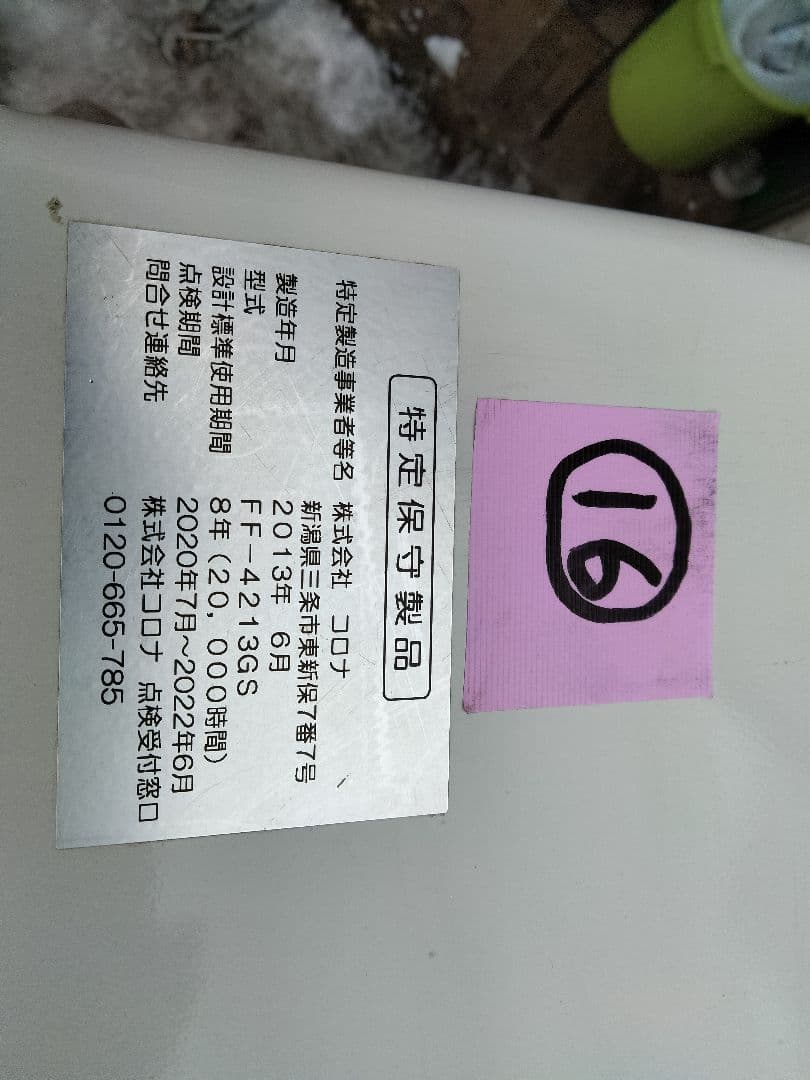 特定保守製品
特定製造事業者等名 株式会社 コロナ
新潟県三条市東新保7番7号
製造年月 2013年 6月
型式 FF-4213GS
設計標準使用期間 8年(20,000時間)
点検期間 2020年7月~2022年6月
問合せ連絡先 株式会社コロナ 点検受付窓口
0120-665-785
16